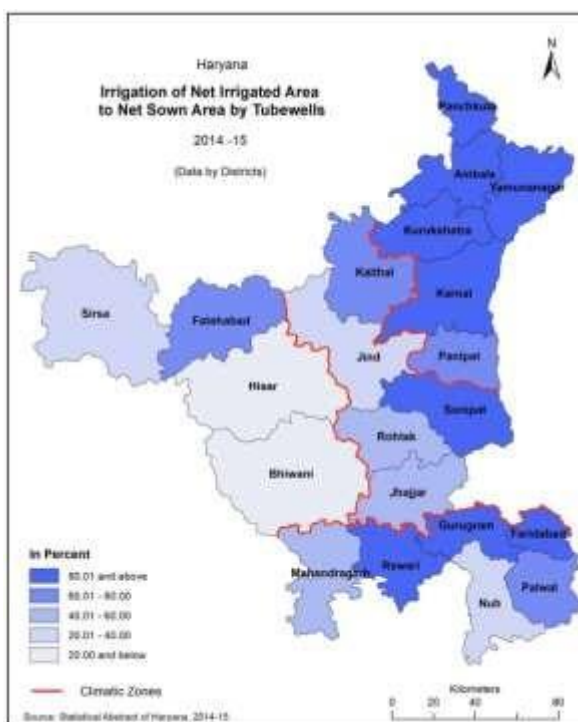 Haryana
Irrigation of Net Irrigated Area
to Net Sown Area by Tubewells
2014 -15
(Data by Districts)
N
Panchkula
Ambala
Yamunanagar
Kurukshetra
Kaithal
Karnal
Sirsa
Fatehabad
Jind
Panipat
Hisar
Sonipat
Rohtak
Bhiwani
Jhajjar
Gurugram
Faridabad
Mahendragarh
Rewari
Nuh
Palwal
In Percent
80.01 and above
60.01 - 80.00
40.01 - 60.00
20.01 - 40.00
20.00 and below
Climatic Zones
Kilometers
0 20 40 80
Source: Statistical Abstract of Haryana, 2014-15